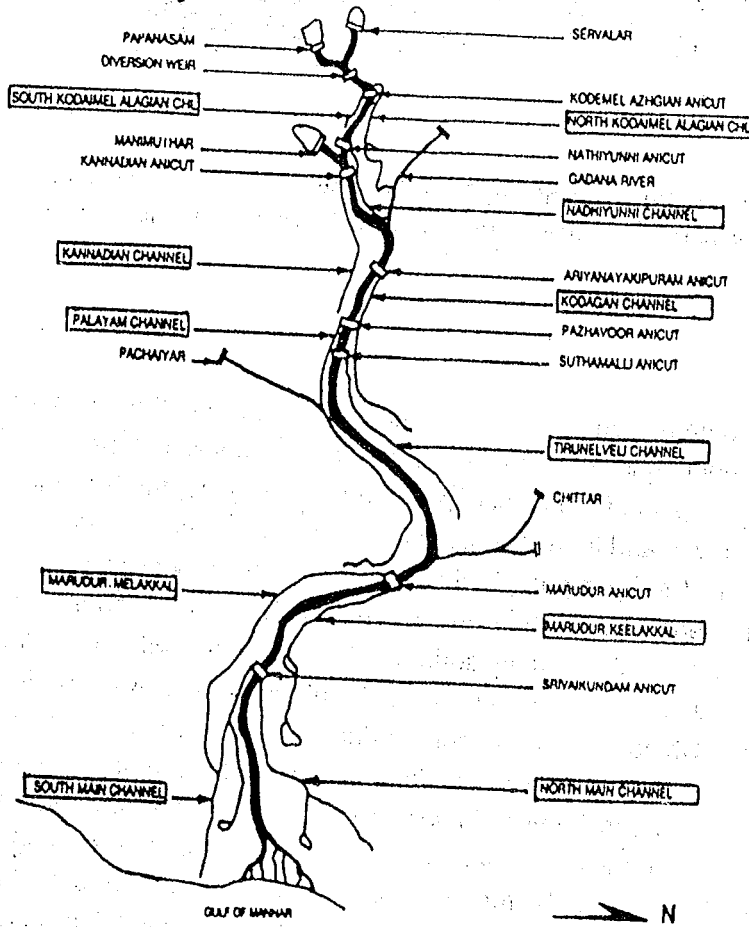 PAPANASAM
SERVALAR
DIVERSION WEIR
SOUTH KODAIMEL ALAGIAN CHL
KODEMEL AZHGIAN ANICUT
NORTH KODAIMEL ALAGIAN CHL
MANIMUTHAR
NATHIYUNNI ANICUT
KANNADIAN ANICUT
GADANA RIVER
NADHIYUNNI CHANNEL
KANNADIAN CHANNEL
ARIYANAYAKIPURAM ANICUT
KODAGAN CHANNEL
PALAYAM CHANNEL
PAZHAVOOR ANICUT
PACHAIYAR
SUTHAMALLI ANICUT
TIRUNELVELI CHANNEL
CHITTAR
MARUDUR MELAKKAL
MARUDUR ANICUT
MARUDUR KEELAKKAL
SRIVAIKUNDAM ANICUT
SOUTH MAIN CHANNEL
NORTH MAIN CHANNEL
GULF OF MANNAR
N